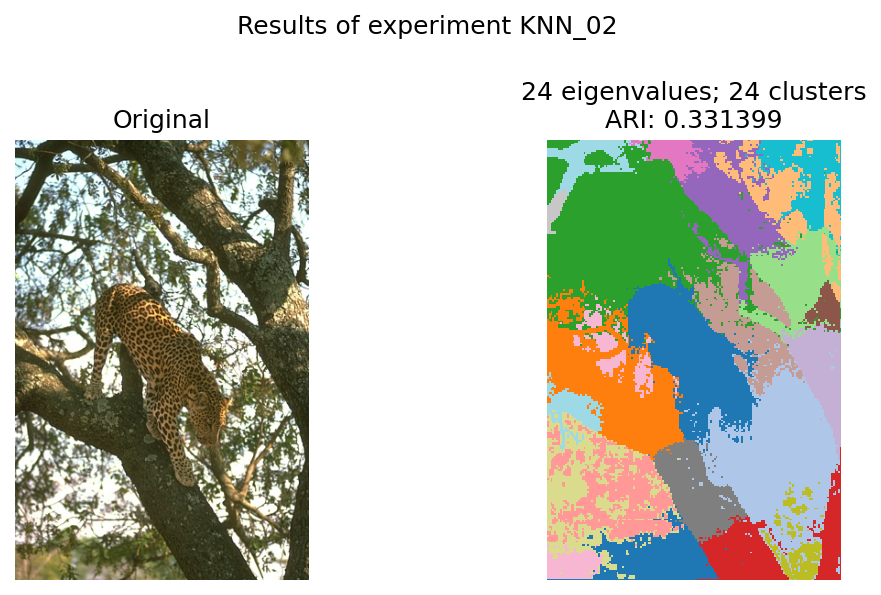 Results of experiment KNN_02
Original
24 eigenvalues; 24 clusters
ARI: 0.331399